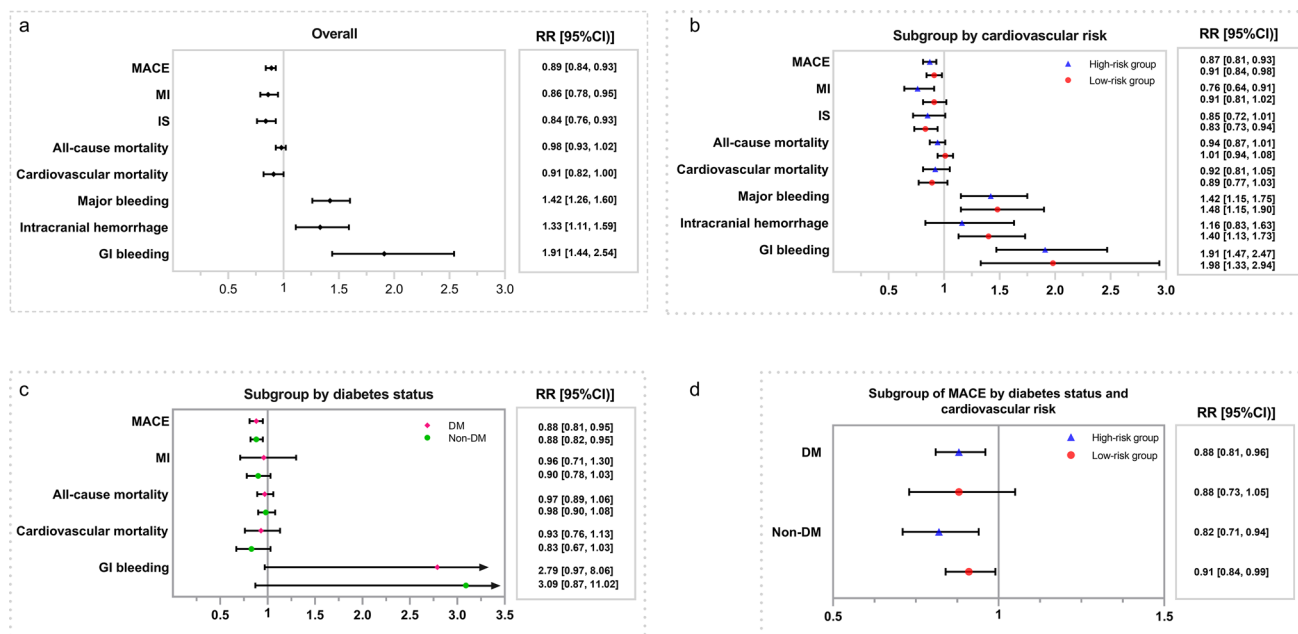 a
Overall
RR [95%CI)]
MACE
0.89 [0.84, 0.93]
MI
0.86 [0.78, 0.95]
IS
0.84 [0.76, 0.93]
All-cause mortality
0.98 [0.93, 1.02]
Cardiovascular mortality
0.91 [0.82, 1.00]
Major bleeding
1.42 [1.26, 1.60]
Intracranial hemorrhage
1.33 [1.11, 1.59]
GI bleeding
1.91 [1.44, 2.54]
0.5 1 1.5 2.0 2.5 3.0
b
Subgroup by cardiovascular risk
RR [95%CI)]
High-risk group
Low-risk group
MACE
0.87 [0.81, 0.93]
0.91 [0.84, 0.98]
MI
0.76 [0.64, 0.91]
0.91 [0.81, 1.02]
IS
0.85 [0.72, 1.01]
0.83 [0.73, 0.94]
All-cause mortality
0.94 [0.87, 1.01]
1.01 [0.94, 1.08]
Cardiovascular mortality
0.92 [0.81, 1.05]
0.89 [0.77, 1.03]
Major bleeding
1.42 [1.15, 1.75]
1.48 [1.15, 1.90]
Intracranial hemorrhage
1.16 [0.83, 1.63]
1.40 [1.13, 1.73]
GI bleeding
1.91 [1.47, 2.47]
1.98 [1.33, 2.94]
0.5 1 1.5 2.0 2.5 3.0
c
Subgroup by diabetes status
RR [95%CI)]
DM
Non-DM
MACE
0.88 [0.81, 0.95]
0.88 [0.82, 0.95]
MI
0.96 [0.71, 1.30]
0.90 [0.78, 1.03]
All-cause mortality
0.97 [0.89, 1.06]
0.98 [0.90, 1.08]
Cardiovascular mortality
0.93 [0.76, 1.13]
0.83 [0.67, 1.03]
GI bleeding
2.79 [0.97, 8.06]
3.09 [0.87, 11.02]
0.5 1 1.5 2.0 2.5 3.0 3.5
d
Subgroup of MACE by diabetes status and
cardiovascular risk
RR [95%CI)]
High-risk group
Low-risk group
DM
0.88 [0.81, 0.96]
0.88 [0.73, 1.05]
Non-DM
0.82 [0.71, 0.94]
0.91 [0.84, 0.99]
0.5 1 1.5